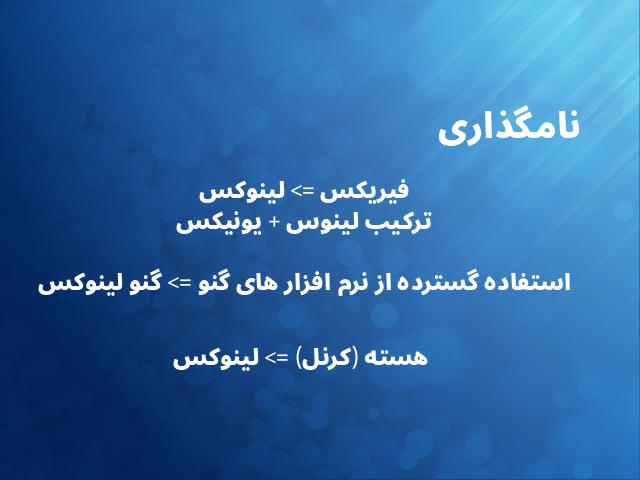 نامگذاری
فیریکس => لینوکس
ترکیب لینوس + یونیکس
استفاده گسترده از نرم افزار های گنو => گنو لینوکس
هسته (کرنل) => لینوکس